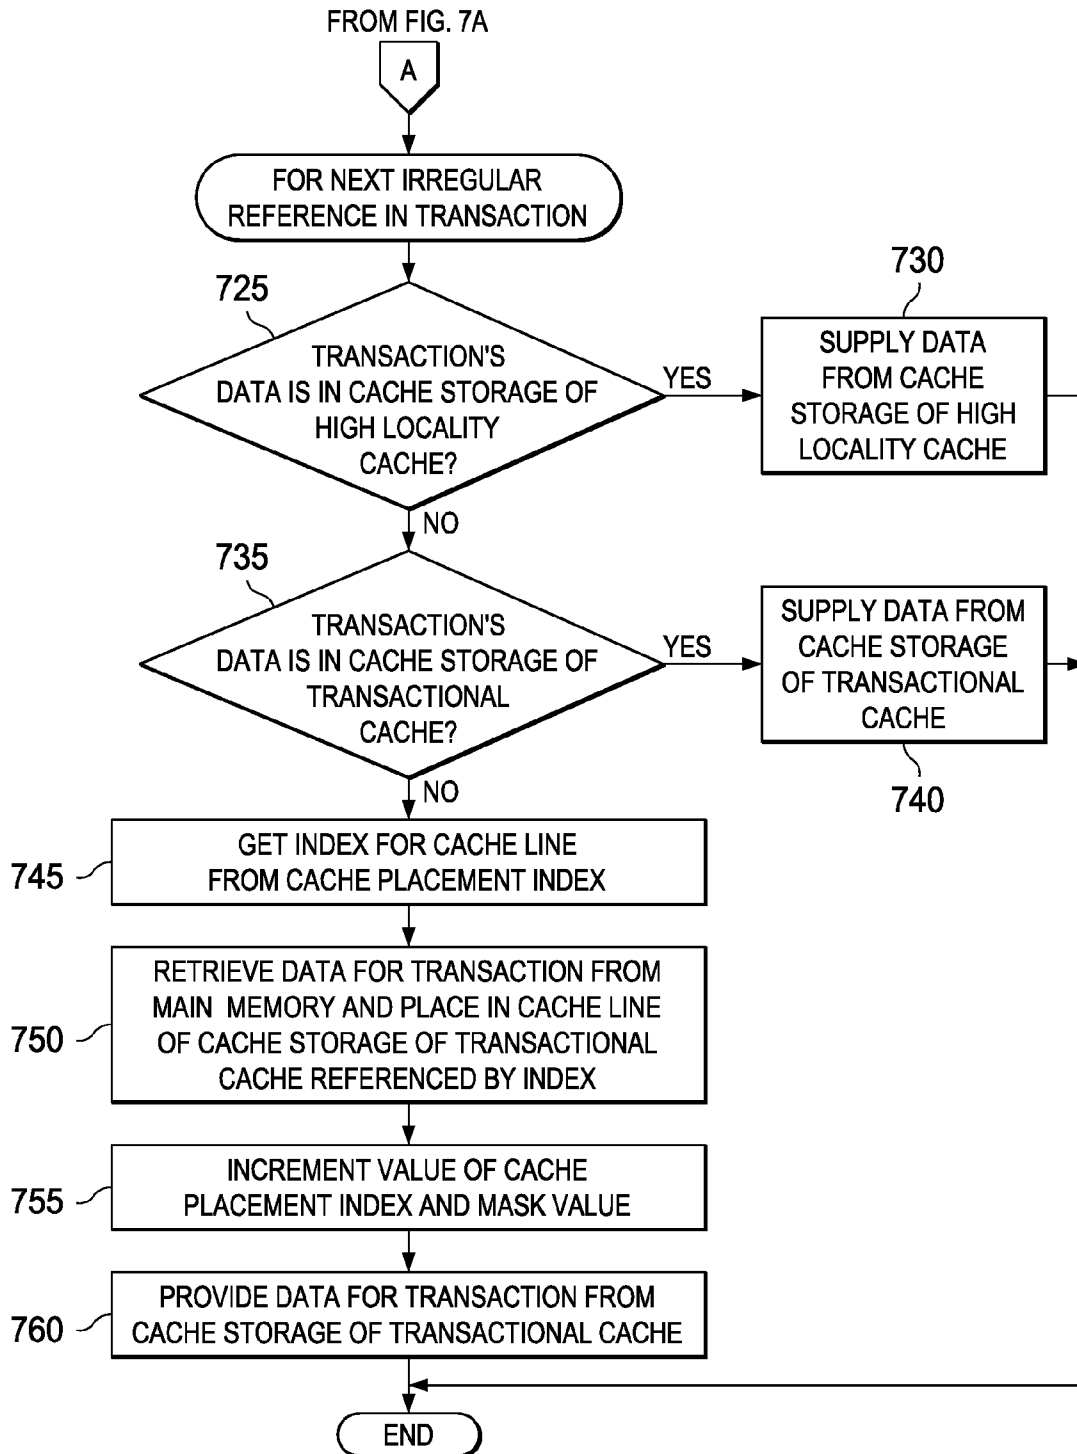 FROM FIG. 7A
A
FOR NEXT IRREGULAR
REFERENCE IN TRANSACTION
725
TRANSACTION'S
DATA IS IN CACHE STORAGE OF
HIGH LOCALITY
CACHE?
YES
730
SUPPLY DATA
FROM CACHE
STORAGE OF HIGH
LOCALITY CACHE
NO
735
TRANSACTION'S
DATA IS IN CACHE STORAGE OF
TRANSACTIONAL
CACHE?
YES
SUPPLY DATA FROM
CACHE STORAGE
OF TRANSACTIONAL
CACHE
740
NO
745
GET INDEX FOR CACHE LINE
FROM CACHE PLACEMENT INDEX
750
RETRIEVE DATA FOR TRANSACTION FROM
MAIN MEMORY AND PLACE IN CACHE LINE
OF CACHE STORAGE OF TRANSACTIONAL
CACHE REFERENCED BY INDEX
755
INCREMENT VALUE OF CACHE
PLACEMENT INDEX AND MASK VALUE
760
PROVIDE DATA FOR TRANSACTION FROM
CACHE STORAGE OF TRANSACTIONAL CACHE
END